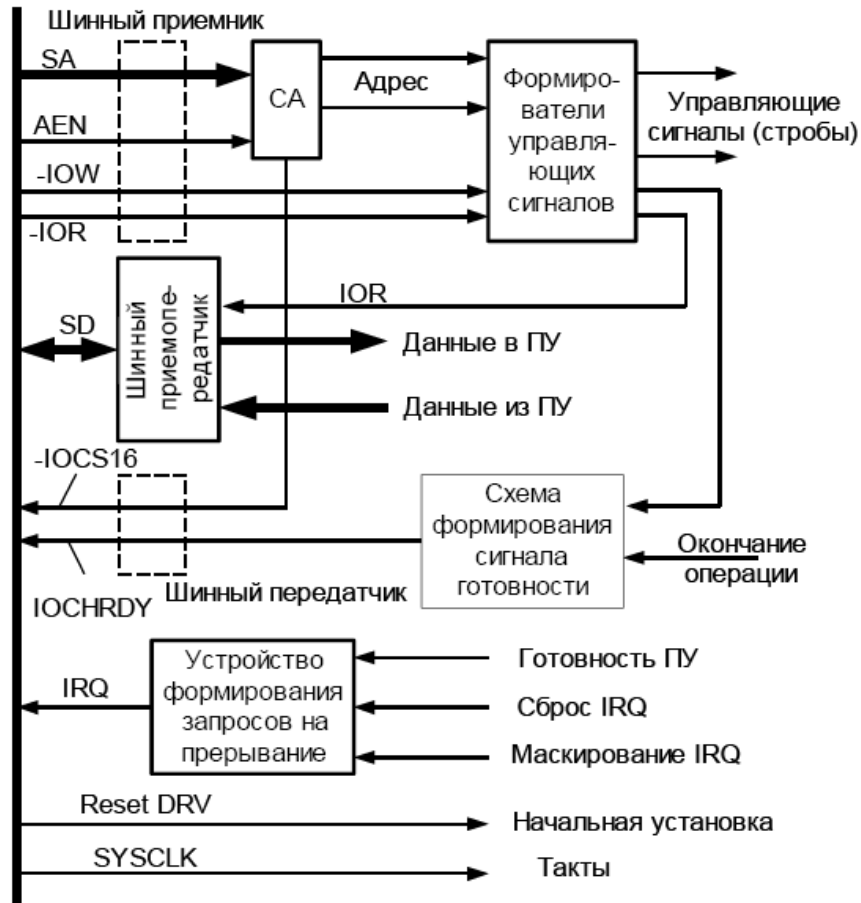 Шинный приемник
SA
СА
Адрес
Формиро-
ватели
управля-
ющих
сигналов
Управляющие
сигналы (стробы)
AEN
-IOW
-IOR
IOR
SD
Шинный
приемопе-
редатчик
Данные в ПУ
Данные из ПУ
-IOCS16
Схема
формирования
сигнала
готовности
Окончание
операции
Шинный передатчик
IOCHRDY
Устройство
формирования
запросов на
прерывание
IRQ
Готовность ПУ
Сброс IRQ
Маскирование IRQ
Reset DRV
Начальная установка
SYSCLK
Такты